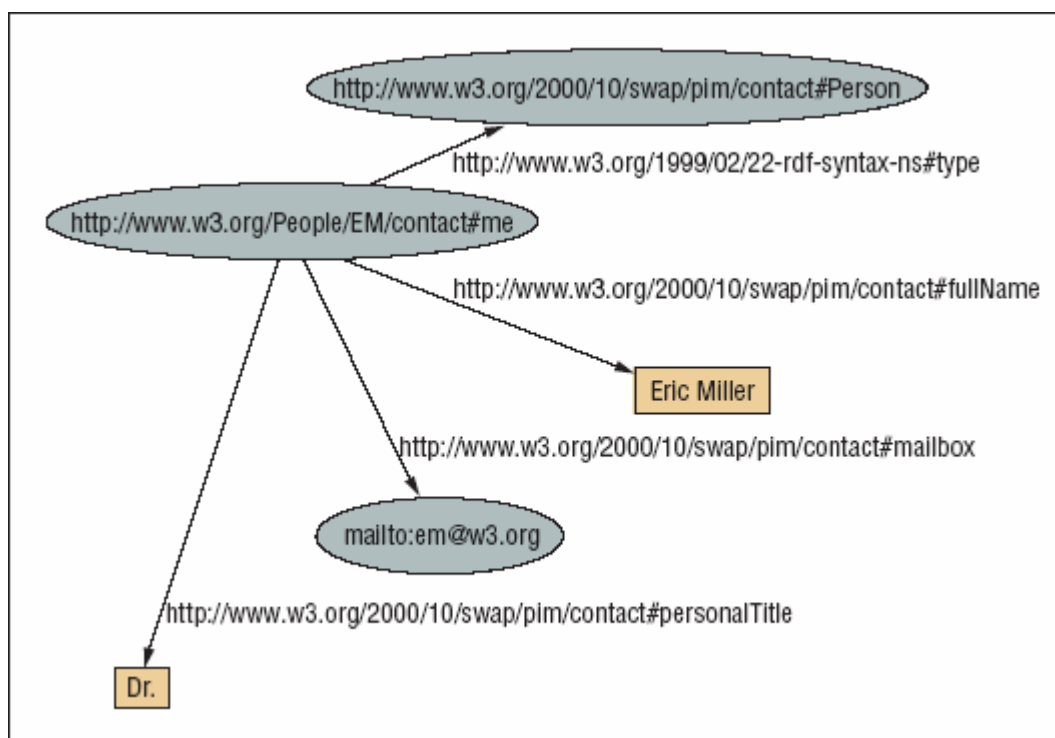 http://www.w3.org/2000/10/swap/pim/contact#Person
http://www.w3.org/1999/02/22-rdf-syntax-ns#type
http://www.w3.org/People/EM/contact#me
http://www.w3.org/2000/10/swap/pim/contact#fullName
Eric Miller
http://www.w3.org/2000/10/swap/pim/contact#mailbox
mailto:em@w3.org
http://www.w3.org/2000/10/swap/pim/contact#personalTitle
Dr.